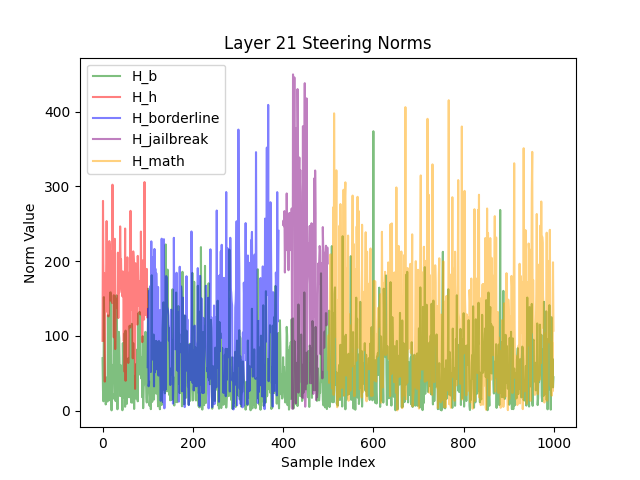 Layer 21 Steering Norms
H_b
H_h
H_borderline
H_jailbreak
H_math
Norm Value
400
300
200
100
0
0
200
400
600
800
1000
Sample Index